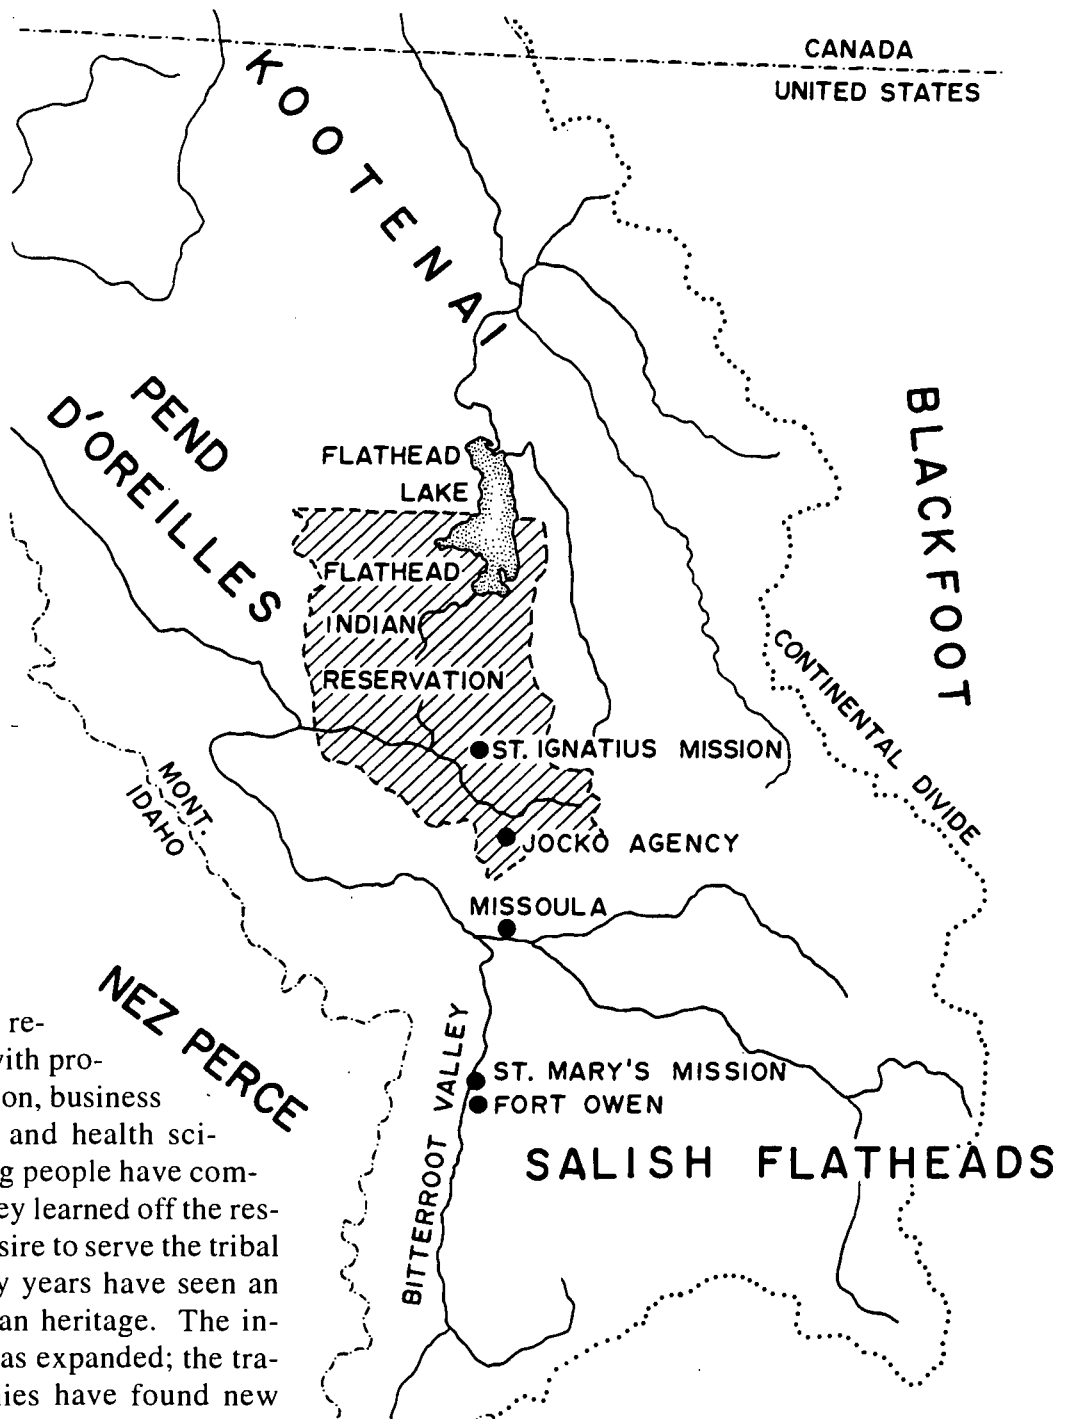 CANADA
UNITED STATES
KOOTENAI
PEND
D'OREILLES
FLATHEAD
LAKE
BLACKFOOT
FLATHEAD
INDIAN
RESERVATION
CONTINENTAL DIVIDE
ST. IGNATIUS MISSION
MONT.
IDAHO
JOCKO AGENCY
MISSOULA
NEZ PERCE
BITTERROOT VALLEY
ST. MARY'S MISSION
FORT OWEN
SALISH FLATHEADS
re-
with pro-
on, business
and health sci-
g people have com-
ey learned off the res-
sire to serve the tribal
y years have seen an
an heritage. The in-
as expanded; the tra-
ies have found new